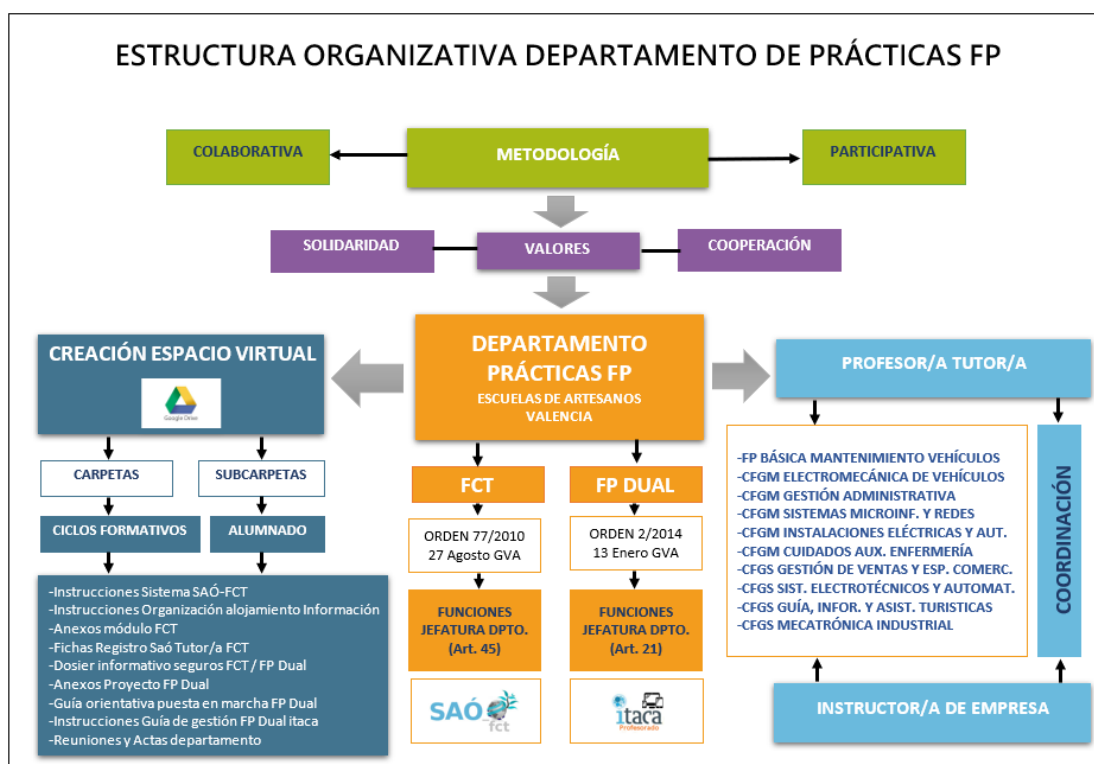 ESTRUCTURA ORGANIZATIVA DEPARTAMENTO DE PRÁCTICAS FP
COLABORATIVA
METODOLOGÍA
PARTICIPATIVA
SOLIDARIDAD
VALORES
COOPERACIÓN
CREACIÓN ESPACIO VIRTUAL
Google Drive
CARPETAS
SUBCARPETAS
CICLOS FORMATIVOS
ALUMNADO
-Instrucciones Sistema SAÓ-FCT
-Instrucciones Organización alojamiento Información
-Anexos módulo FCT
-Fichas Registro Saó Tutor/a FCT
-Dosier informativo seguros FCT / FP Dual
-Anexos Proyecto FP Dual
-Guía orientativa puesta en marcha FP Dual
-Instrucciones Guía de gestión FP Dual itaca
-Reuniones y Actas departamento
DEPARTAMENTO
PRÁCTICAS FP
ESCUELAS DE ARTESANOS
VALENCIA
FCT
FP DUAL
ORDEN 77/2010
27 Agosto GVA
ORDEN 2/2014
13 Enero GVA
FUNCIONES
JEFATURA DPTO.
(Art. 45)
FUNCIONES
JEFATURA DPTO.
(Art. 21)
SAÓ
fct
itaca
Profesorado
PROFESOR/A TUTOR/A
-FP BÁSICA MANTENIMIENTO VEHÍCULOS
-CFGM ELECTROMECÁNICA DE VEHÍCULOS
-CFGM GESTIÓN ADMINISTRATIVA
-CFGM SISTEMAS MICROINF. Y REDES
-CFGM INSTALACIONES ELÉCTRICAS Y AUT.
-CFGM CUIDADOS AUX. ENFERMERÍA
-CFGS GESTIÓN DE VENTAS Y ESP. COMERC.
-CFGS SIST. ELECTROTÉCNICOS Y AUTOMAT.
-CFGS GUÍA, INFOR. Y ASIST. TURISTICAS
-CFGS MECATRÓNICA INDUSTRIAL
COORDINACIÓN
INSTRUCTOR/A DE EMPRESA